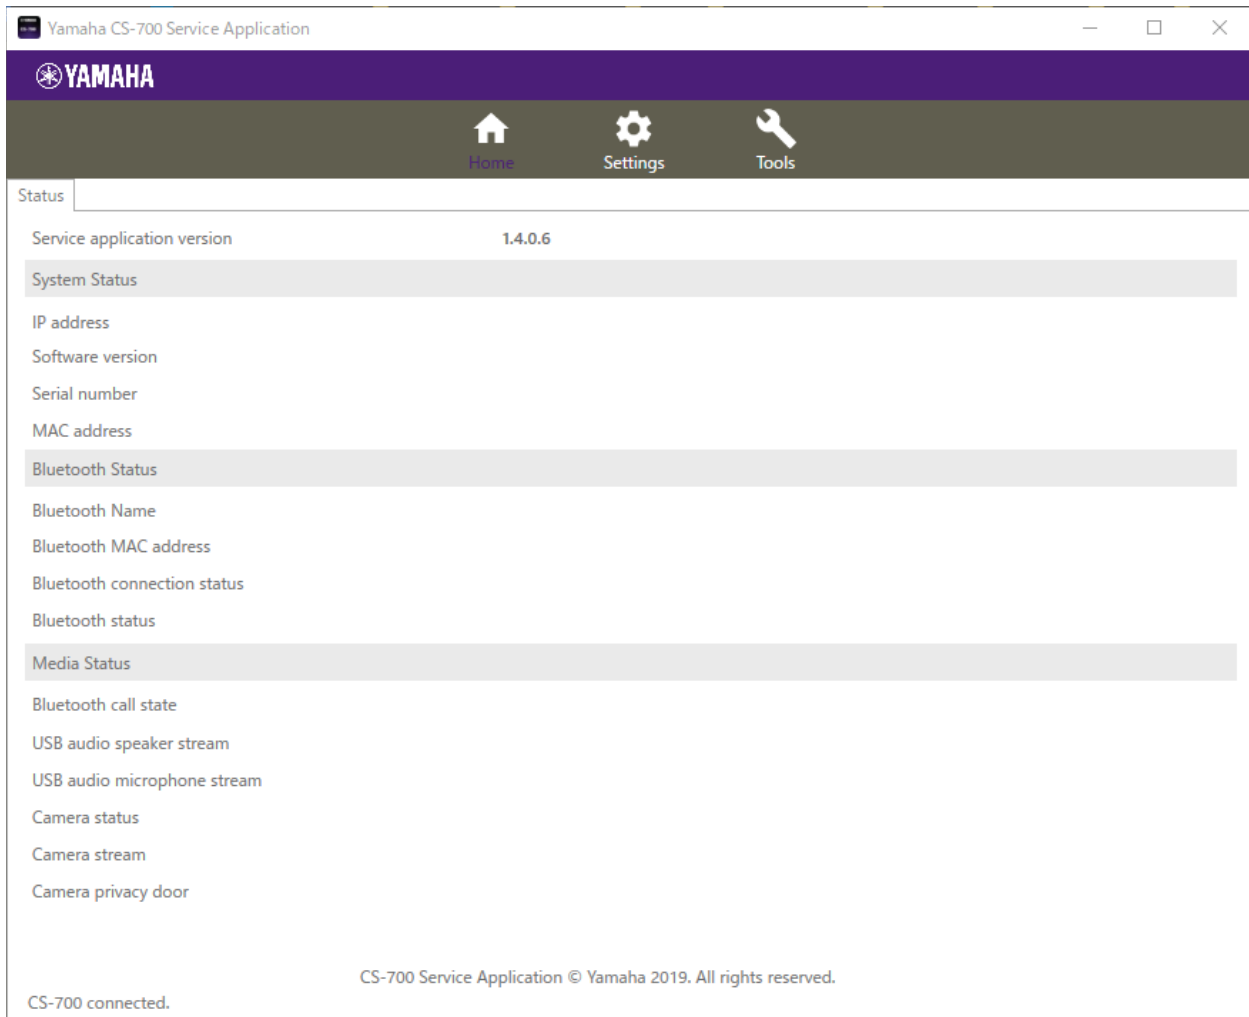 Yamaha CS-700 Service Application
YAMAHA
Home Settings Tools
Status
Service application version 1.4.0.6
System Status
IP address
Software version
Serial number
MAC address
Bluetooth Status
Bluetooth Name
Bluetooth MAC address
Bluetooth connection status
Bluetooth status
Media Status
Bluetooth call state
USB audio speaker stream
USB audio microphone stream
Camera status
Camera stream
Camera privacy door
CS-700 Service Application © Yamaha 2019. All rights reserved.
CS-700 connected.